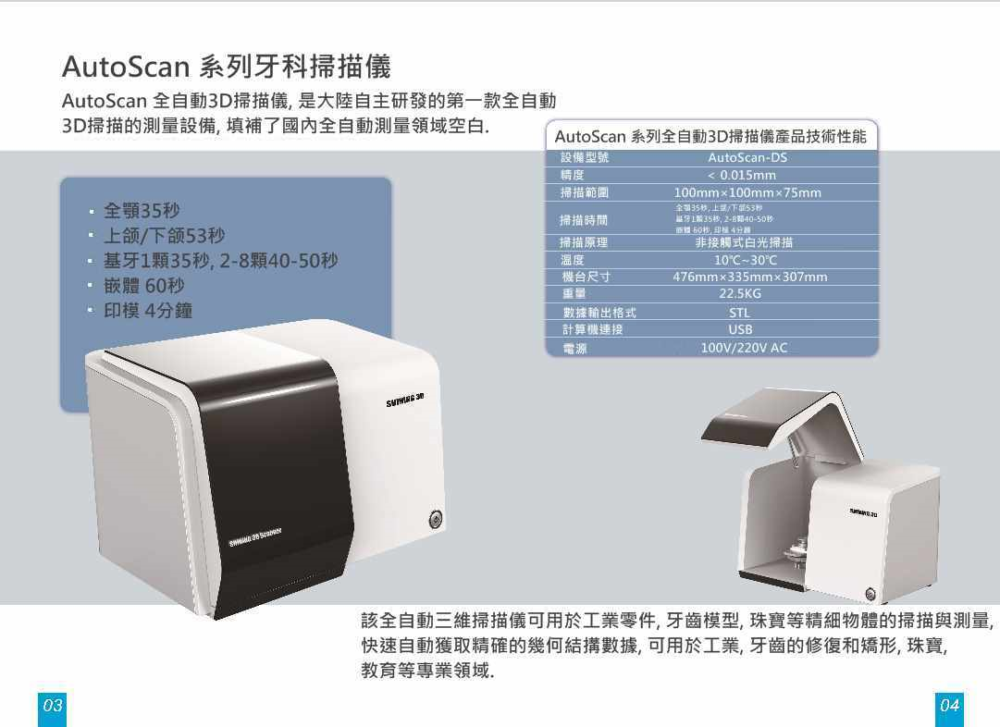 AutoScan 系列牙科掃描儀
AutoScan 全自動3D掃描儀, 是大陸自主研發的第一款全自動
3D掃描的測量設備, 填補了國內全自動測量領域空白.
· 全顎35秒
· 上頜/下頜53秒
· 基牙1顆35秒, 2-8顆40-50秒
· 嵌體 60秒
· 印模 4分鐘
AutoScan 系列全自動3D掃描儀產品技術性能
設備型號 AutoScan-DS
精度 < 0.015mm
掃描範圍 100mm×100mm×75mm
掃描時間 全顎35秒, 上頜/下頜53秒
基牙1顆35秒, 2-8顆40-50秒
嵌體 60秒, 印模 4分鐘
掃描原理 非接觸式白光掃描
溫度 10℃~30℃
機台尺寸 476mm×335mm×307mm
重量 22.5KG
數據輸出格式 STL
計算機連接 USB
電源 100V/220V AC
SHINING 3D
SHINING 3D Scanner
SHINING 3D
該全自動三維掃描儀可用於工業零件, 牙齒模型, 珠寶等精細物體的掃描與測量,
快速自動獲取精確的幾何結搆數據, 可用於工業, 牙齒的修復和矯形, 珠寶,
教育等專業領域.
03
04